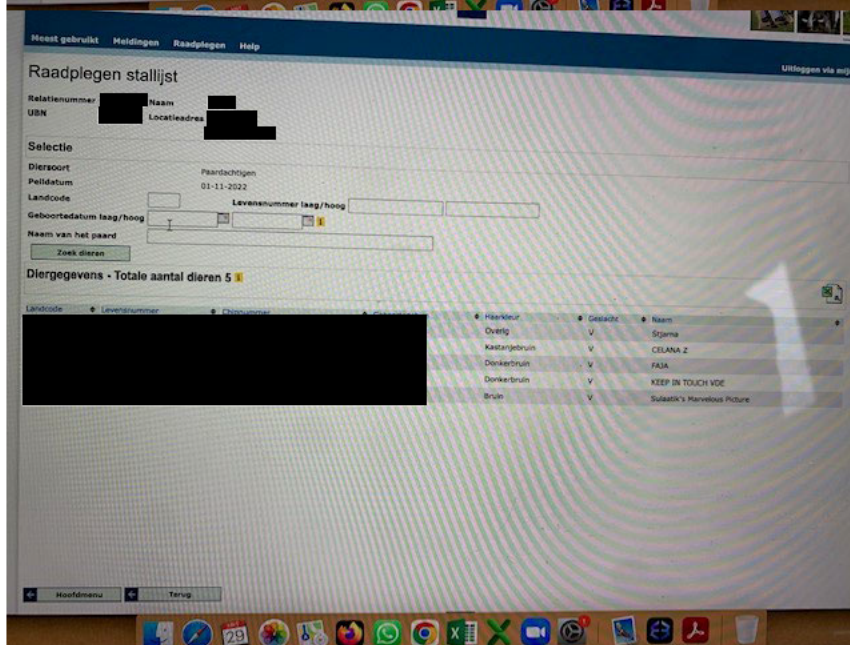 Meest gebruikt Meldingen Raadplegen Help
Uitloggen via mij
Raadplegen stallijst
Relatienummer Naam
UBN Locatieadres
Selectie
Diersoort Paardachtigen
Peildatum 01-11-2022
Landcode Levensnummer laag/hoog
Geboortedatum laag/hoog
Naam van het paard
Zoek dieren
Diergegevens - Totale aantal dieren 5
Landcode Levensnummer Chipnummer Haarkleur Geslacht Naam
Overig V Stjarna
Kastanjebruin V CELANA Z
Donkerbruin V FAJA
Donkerbruin V KEEP IN TOUCH VDE
Bruin V Sulaatik's Marvelous Picture
Hoofdmenu Terug
29